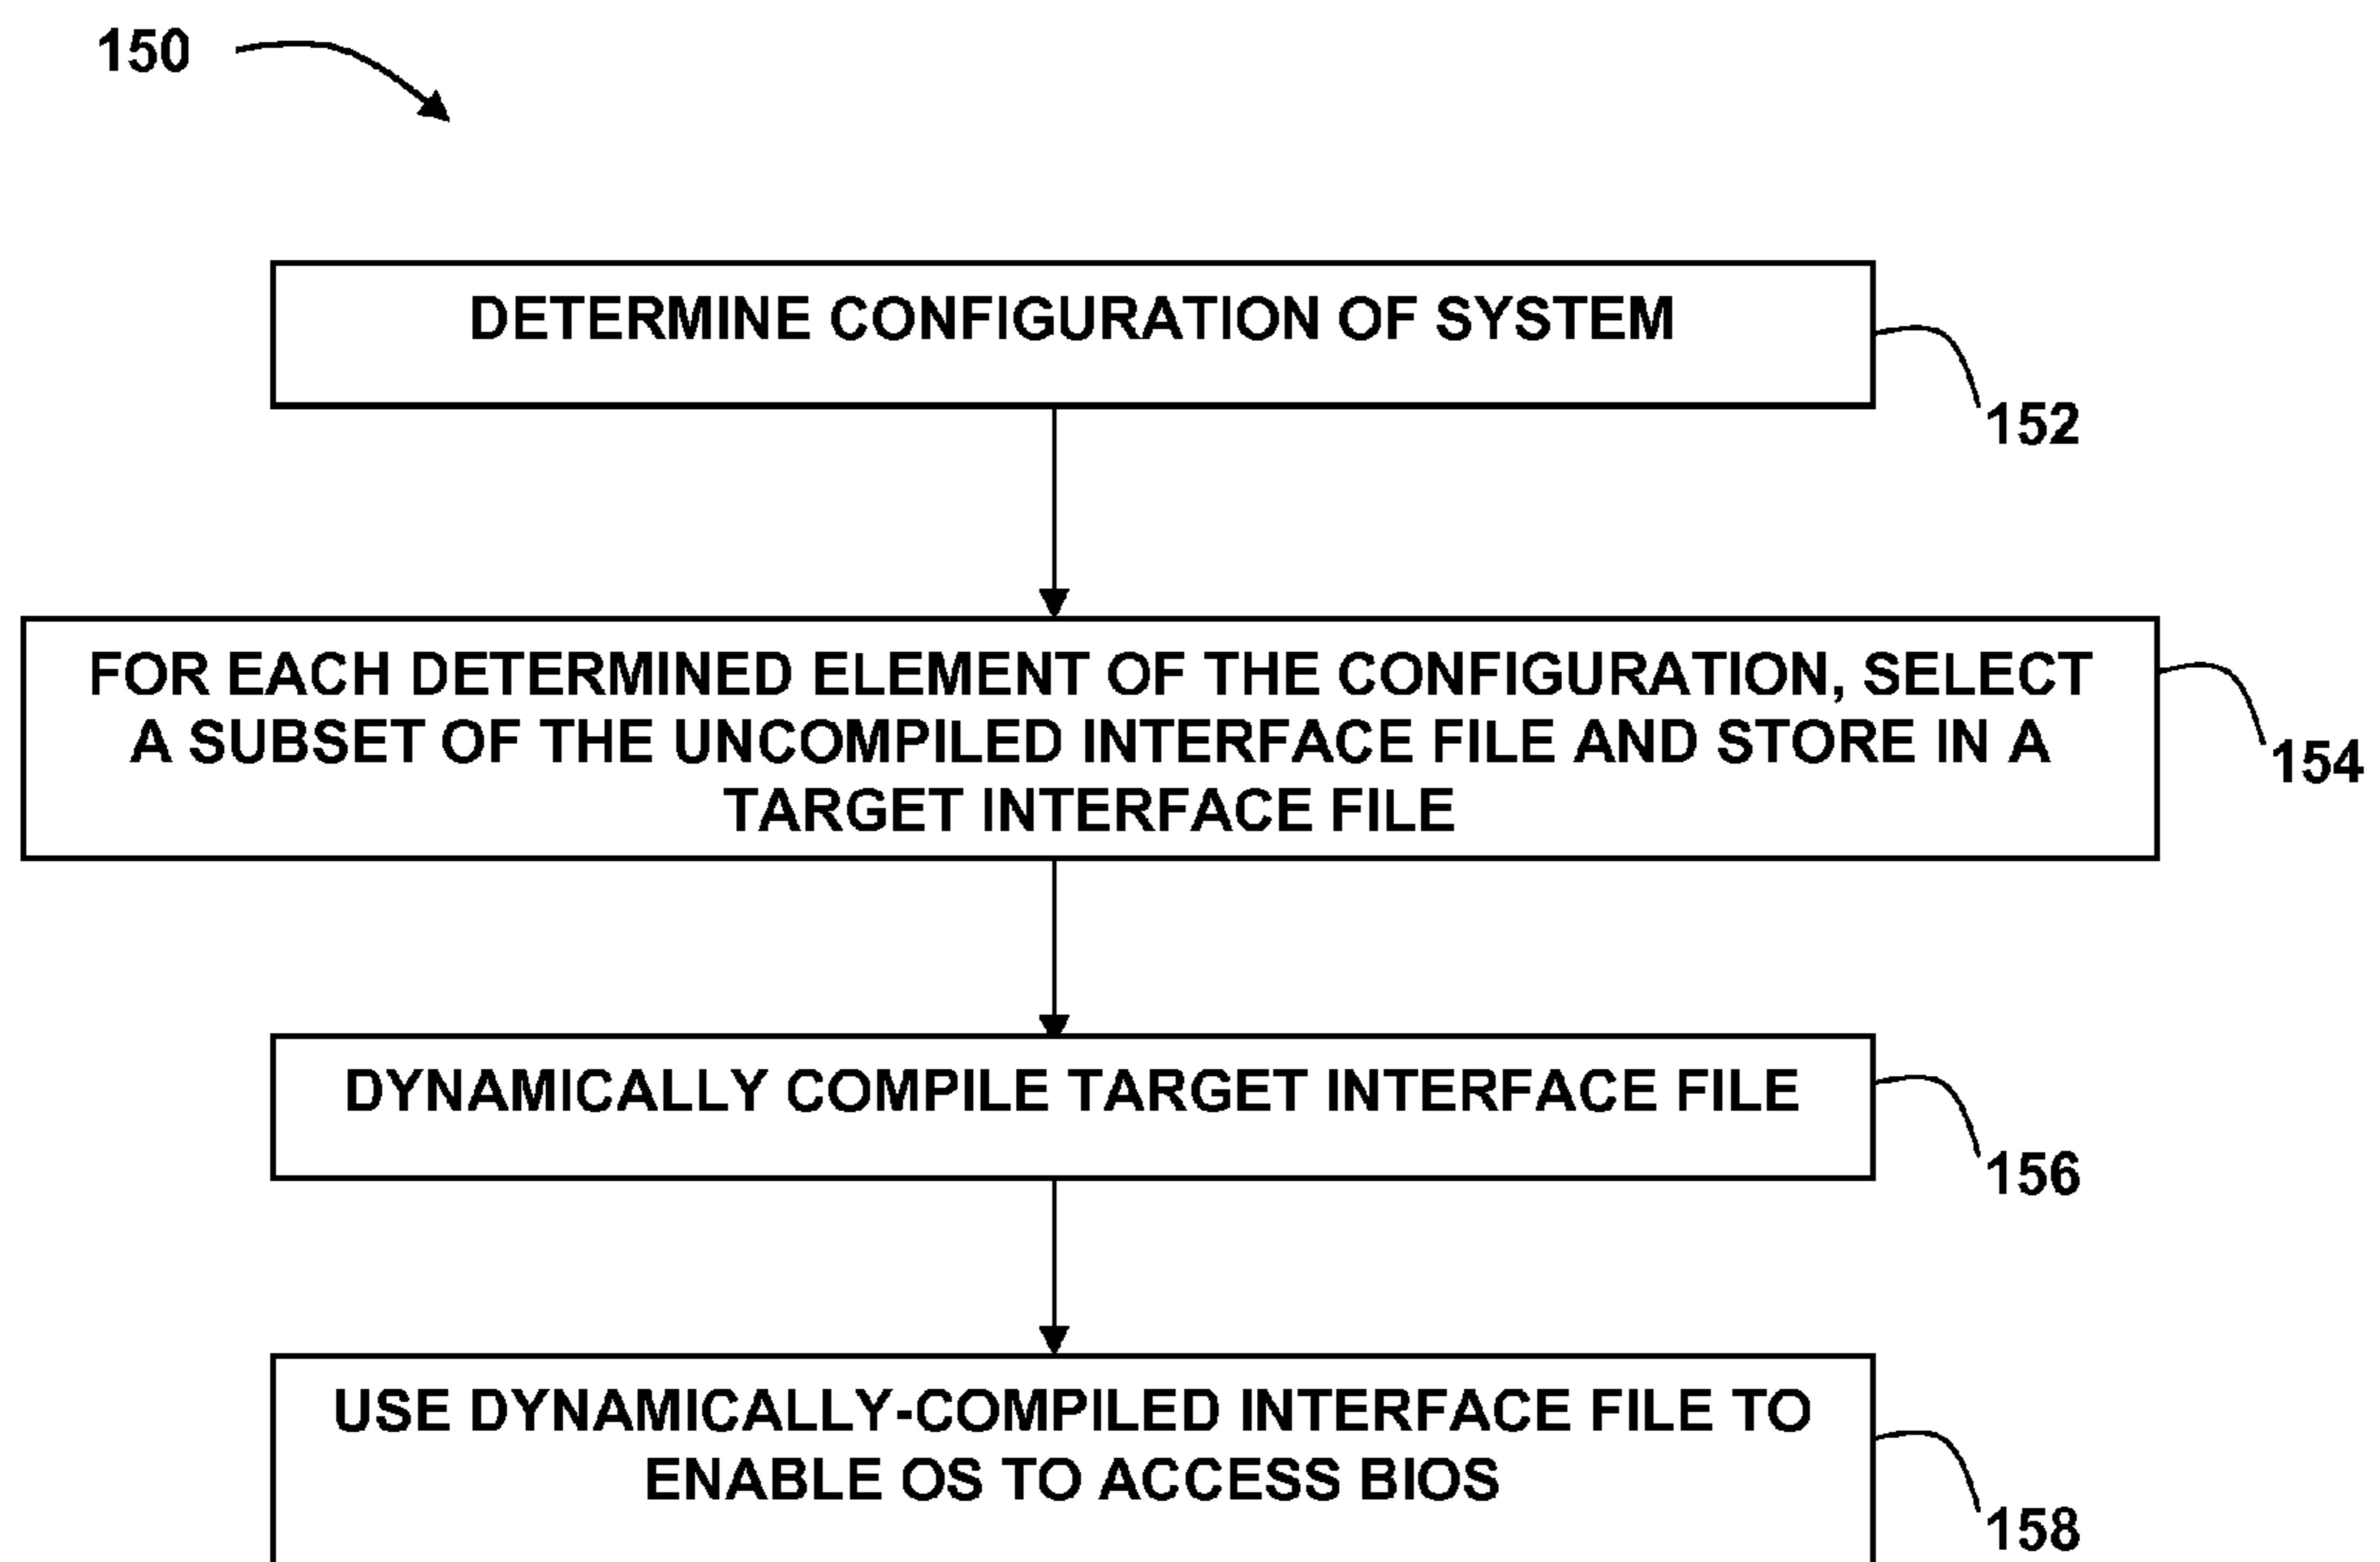 150
DETERMINE CONFIGURATION OF SYSTEM
152
FOR EACH DETERMINED ELEMENT OF THE CONFIGURATION, SELECT
A SUBSET OF THE UNCOMPILED INTERFACE FILE AND STORE IN A
TARGET INTERFACE FILE
154
DYNAMICALLY COMPILE TARGET INTERFACE FILE
156
USE DYNAMICALLY-COMPILED INTERFACE FILE TO
ENABLE OS TO ACCESS BIOS
158